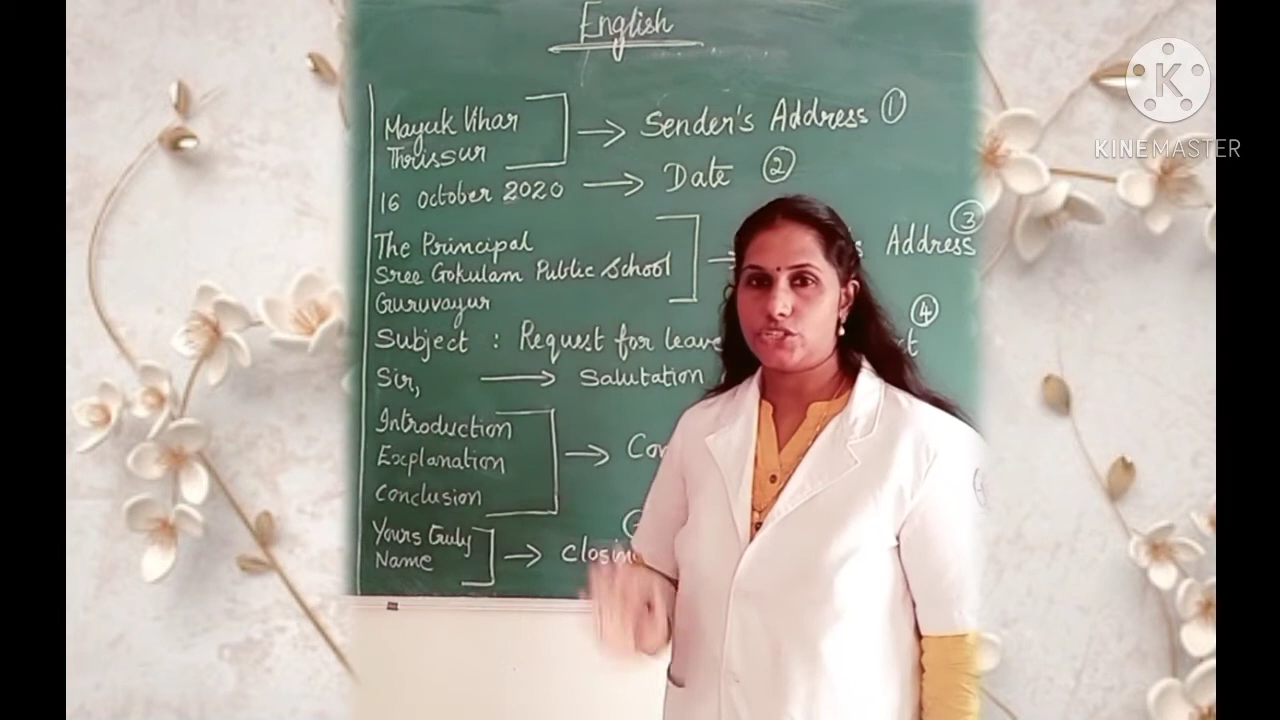 English
Mayuk Vihar
Thrissur
Sender's Address 1
16 October 2020
Date 2
The Principal
Sree Gokulam Public School
Guruvayur
Address 3
Subject : Request for leave
4
Sir,
Salutation
Introduction
Explanation
Conclusion
Yours truly
Name
K
KINEMASTER